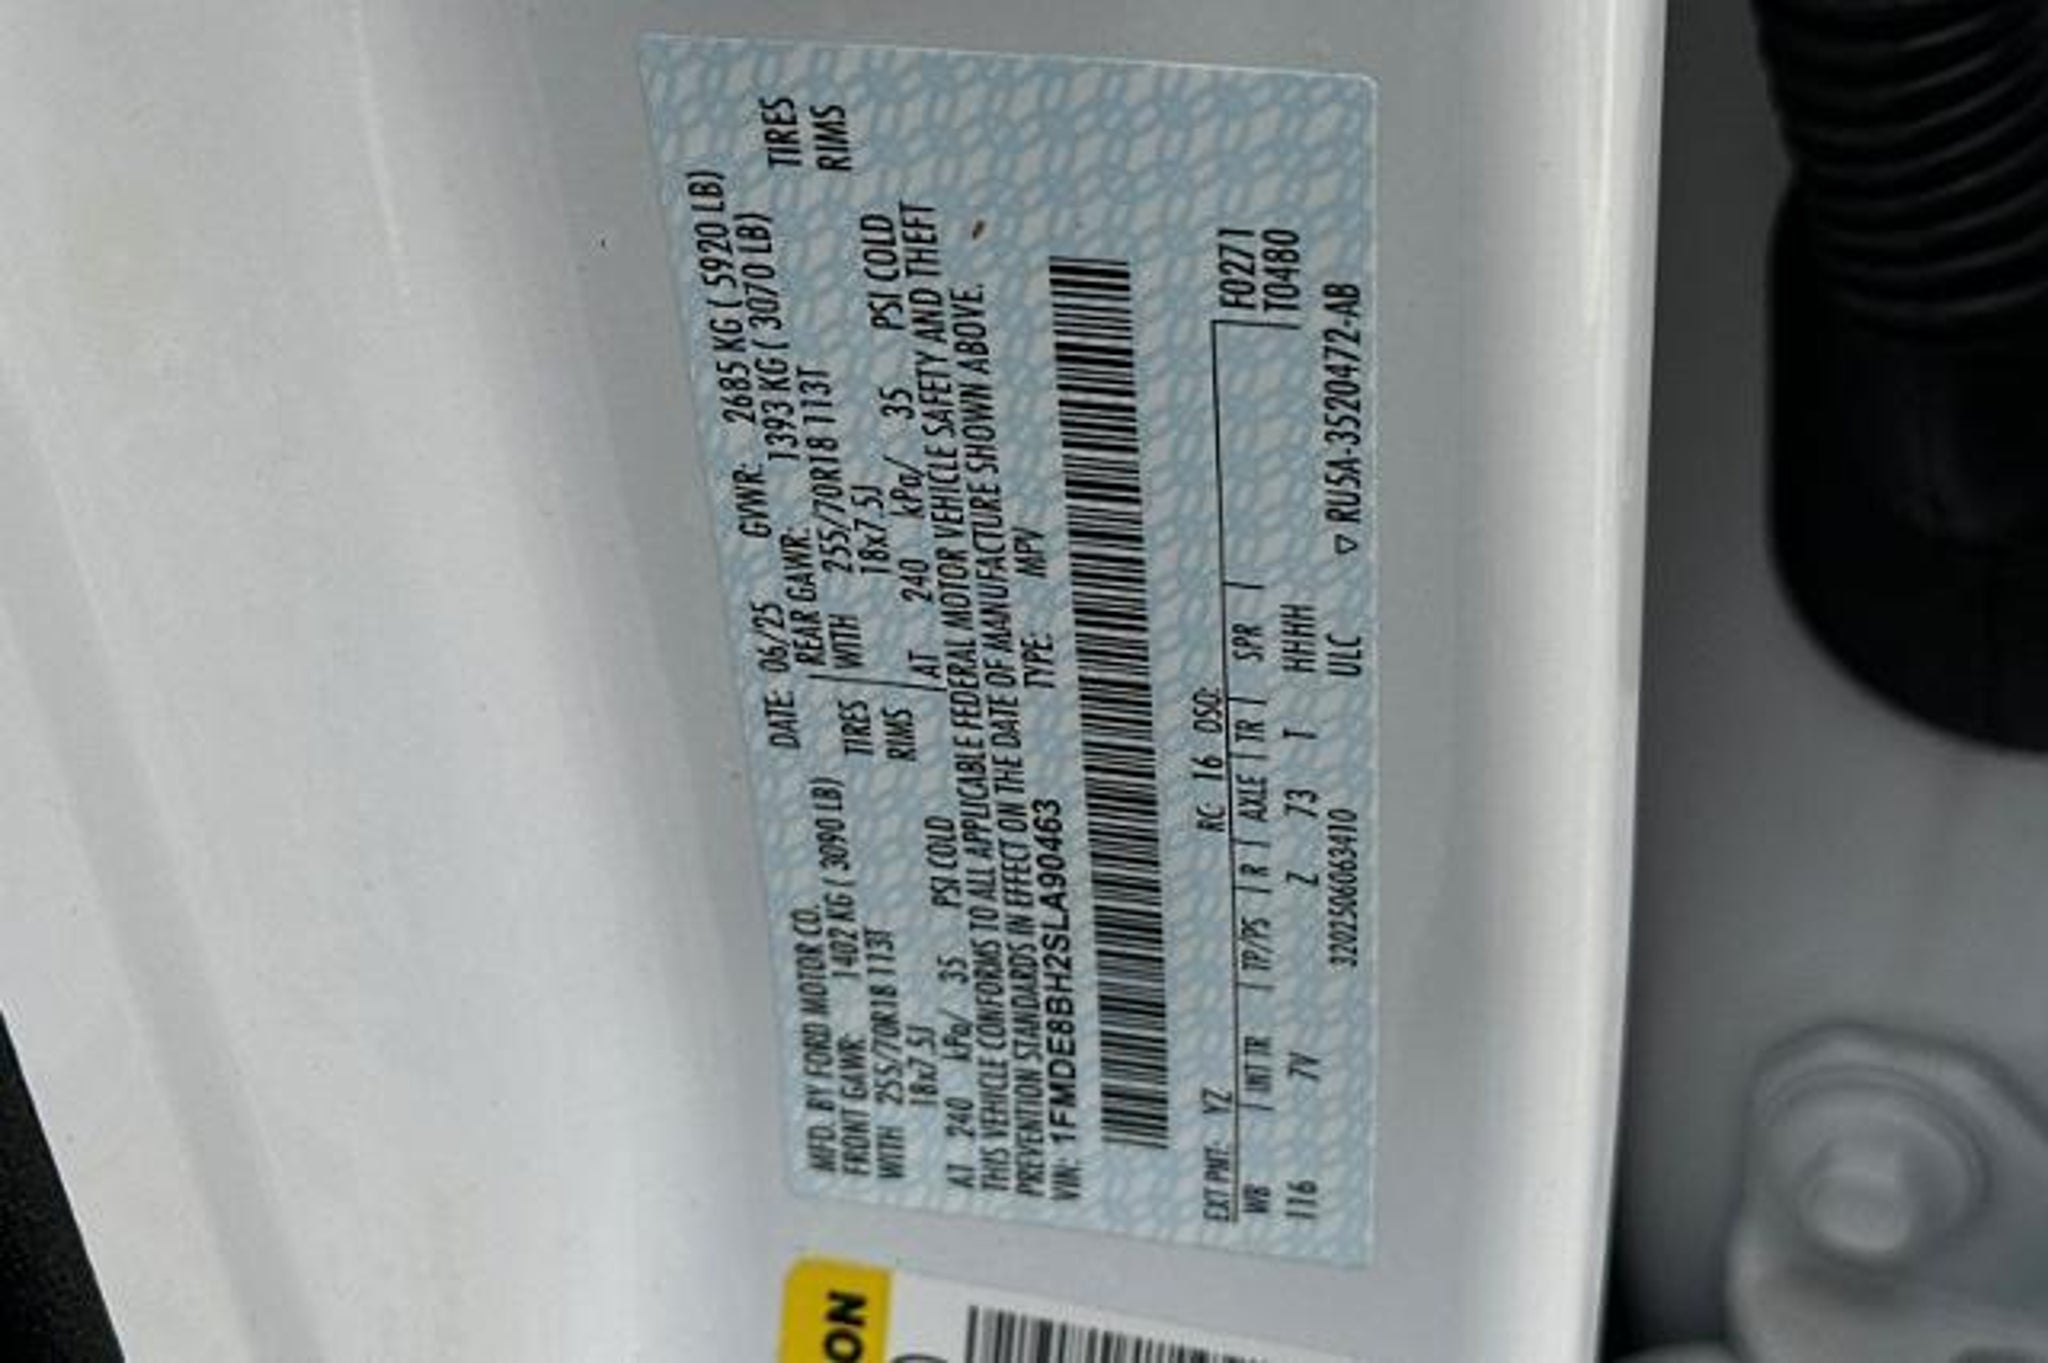 MFD. BY FORD MOTOR CO. DATE: 06/25 GVWR: 2685 KG ( 5920 LB)
FRONT GAWR: 1402 KG ( 3090 LB) REAR GAWR: 1393 KG ( 3070 LB)
WITH 255/70R18 113T TIRES WITH 255/70R18 113T TIRES
18x7.5J RIMS 18x7.5J RIMS
AT 240 kPa/ 35 PSI COLD AT 240 kPa/ 35 PSI COLD
THIS VEHICLE CONFORMS TO ALL APPLICABLE FEDERAL MOTOR VEHICLE SAFETY AND THEFT
PREVENTION STANDARDS IN EFFECT ON THE DATE OF MANUFACTURE SHOWN ABOVE.
VIN: 1FMDE8BH2SLA90463 TYPE: MPV
EXT PNT: YZ RC: 16 DSO: F0271
WB INT TR TP/PS R AXLE TR SPR T0480
116 7V Z 73 T HHHH
320250606063410 ULC ▽ RU5A-3520472-AB
ON